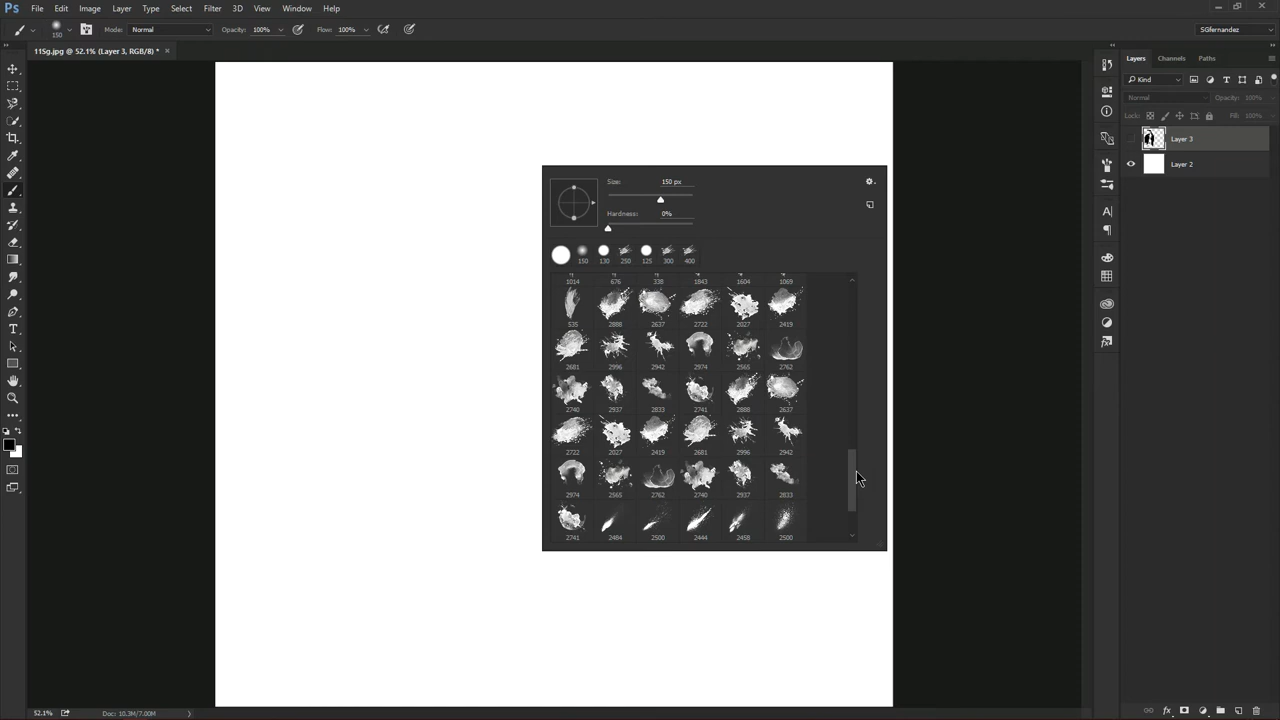 Ps File Edit Image Layer Type Select Filter 3D View Window Help
150 Mode: Normal Opacity: 100% Flow: 100% SGfernandez
11Sg.jpg @ 52.1% (Layer 3, RGB/8) * ×
Layers Channels Paths
Kind
Normal Opacity: 100%
Lock: Fill: 100%
Layer 3
Layer 2
Size: 150 px
Hardness: 0%
150 130 250 125 300 400
1014 676 338 1843 1604 1069
535 2888 2637 2722 2027 2419
2681 2996 2942 2974 2565 2762
2740 2937 2833 2741 2888 2637
2722 2027 2419 2681 2996 2942
2974 2565 2762 2740 2937 2833
2741 2484 2500 2444 2458 2500
52.1% Doc: 10.3M/7.00M